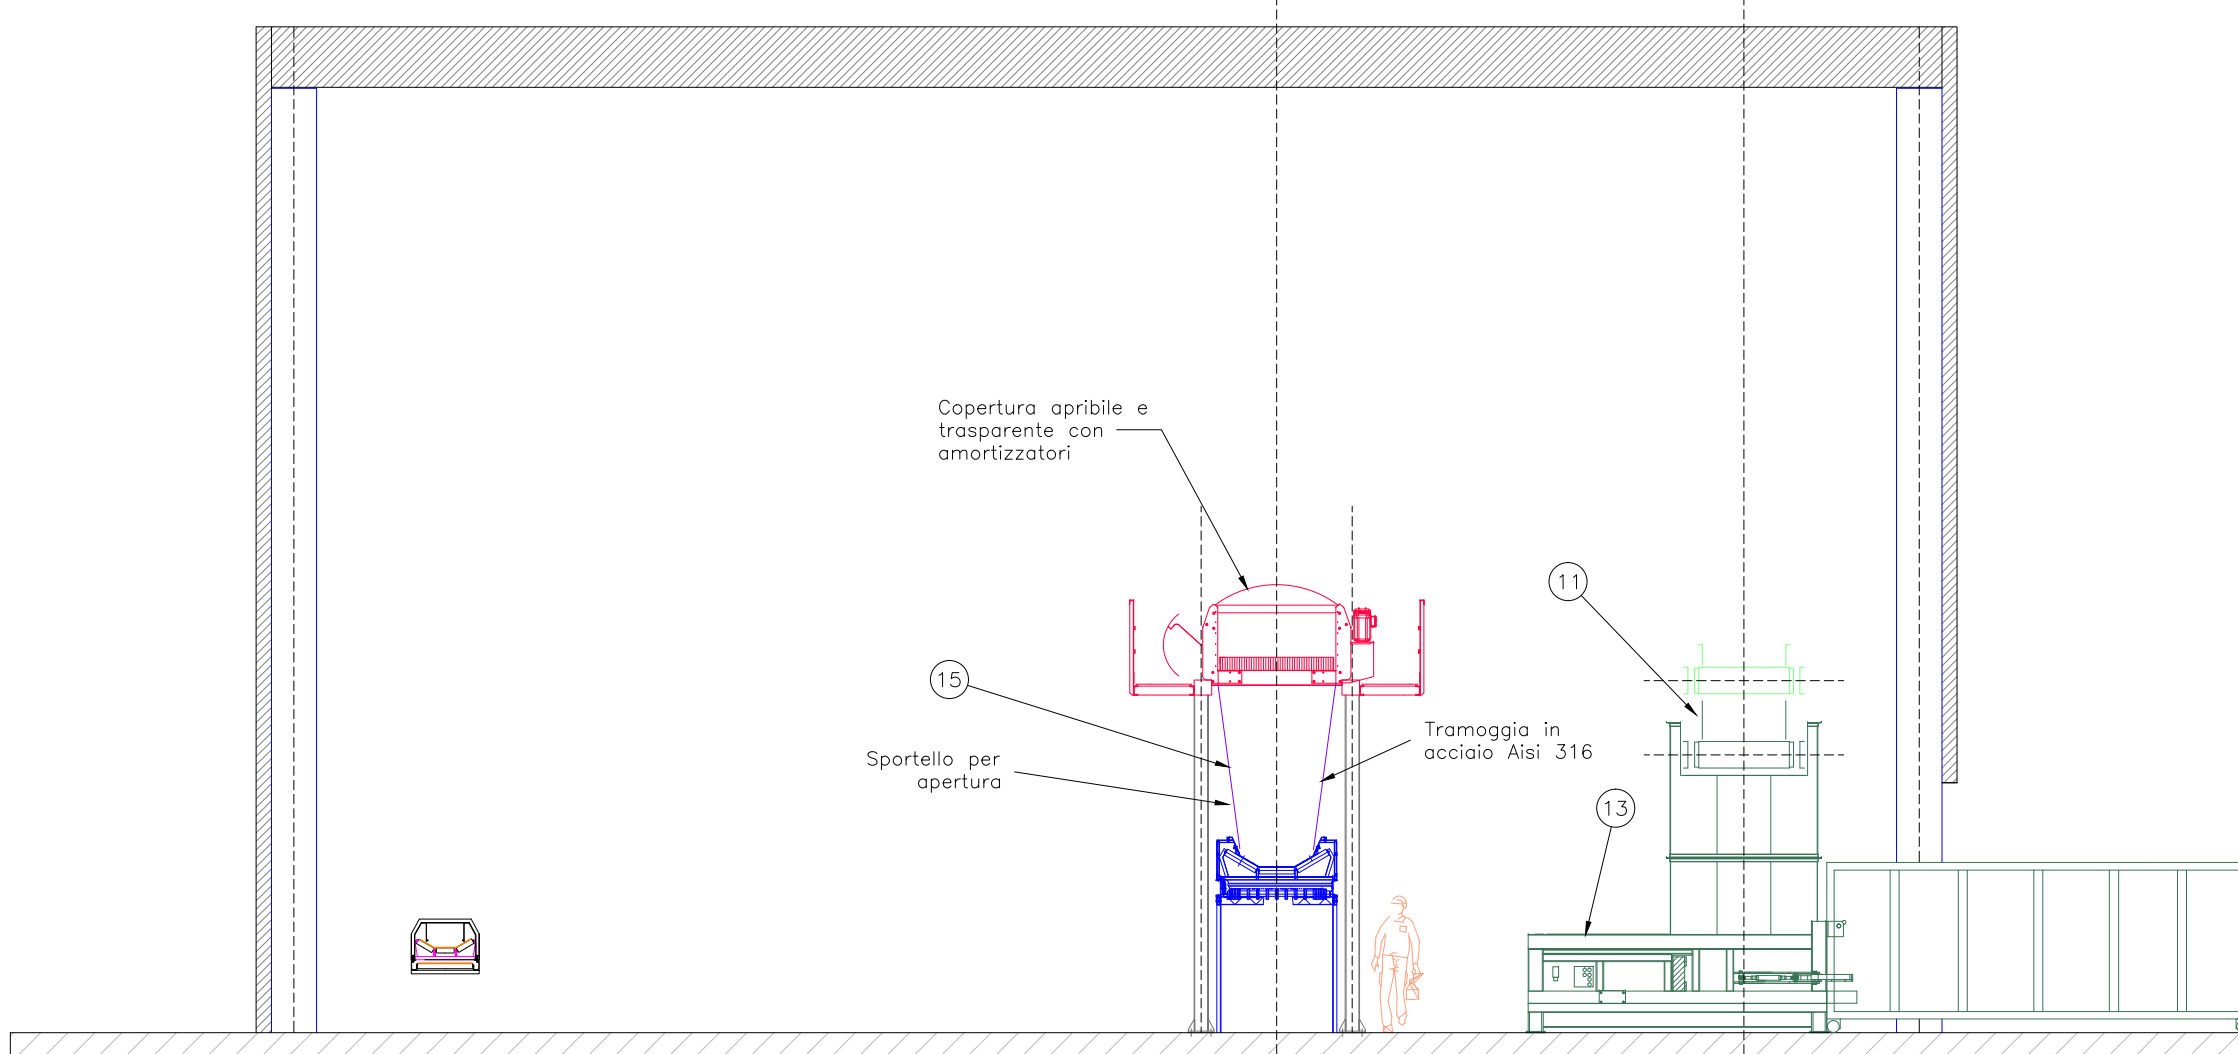 Copertura apribile e
trasparente con
amortizzatori
11
15
Tramoggia in
acciaio Aisi 316
Sportello per
apertura
13